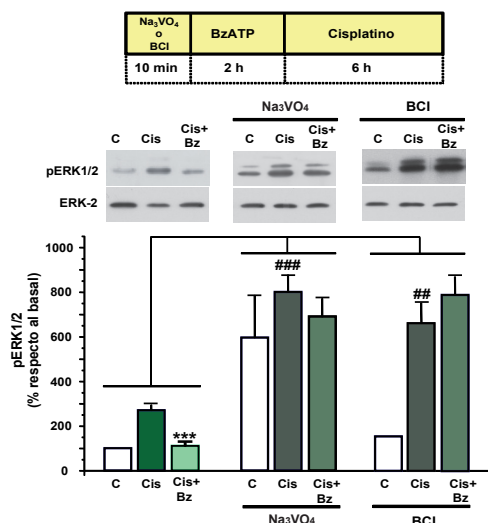 Na₃VO₄
o
BCI
BzATP
Cisplatino
10 min
2 h
6 h
Na₃VO₄
BCI
C Cis Cis+
Bz
C Cis Cis+
Bz
C Cis Cis+
Bz
pERK1/2
ERK-2
pERK1/2
(% respecto al basal)
1000
800
600
400
200
100
0
***
###
##
C Cis Cis+
Bz
C Cis Cis+
Bz
C Cis Cis+
Bz
Na₃VO₄
BCI